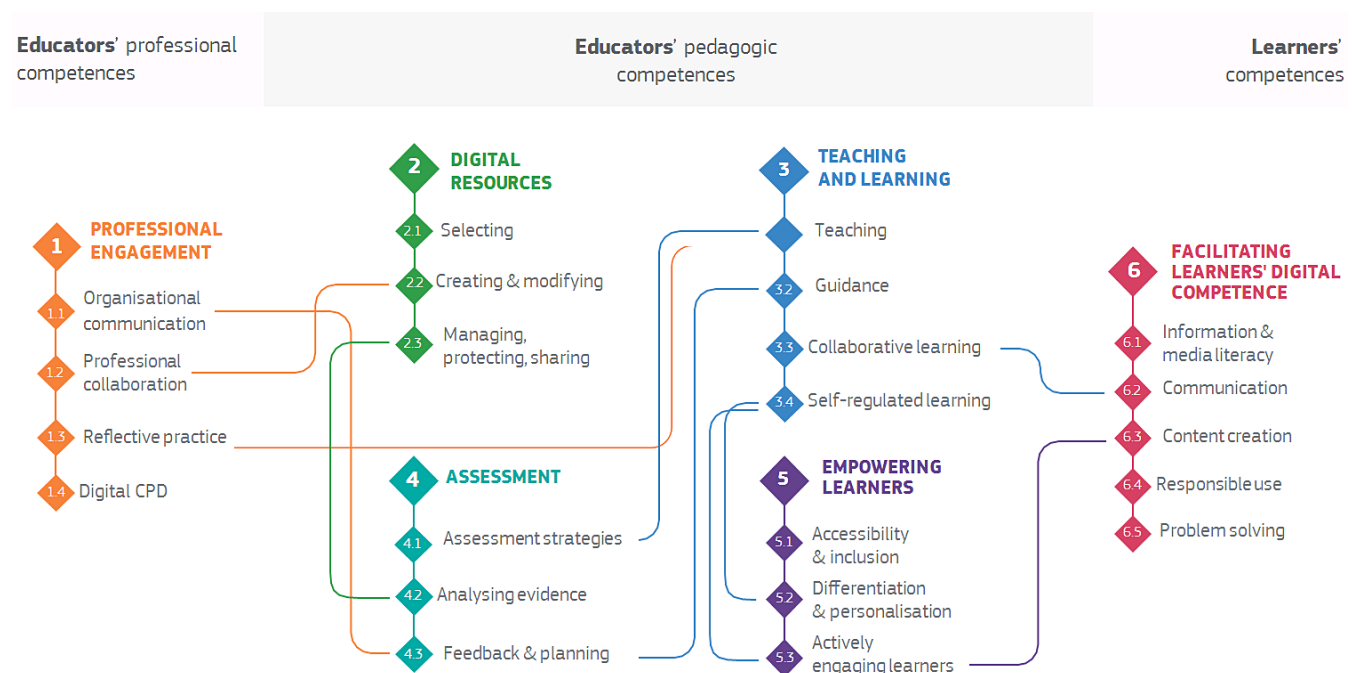 Educators’ professional
competences
Educators’ pedagogic
competences
Learners’
competences
1
PROFESSIONAL
ENGAGEMENT
1.1
Organisational
communication
1.2
Professional
collaboration
1.3
Reflective practice
1.4
Digital CPD
2
DIGITAL
RESOURCES
2.1
Selecting
2.2
Creating & modifying
2.3
Managing,
protecting, sharing
3
TEACHING
AND LEARNING
Teaching
3.2
Guidance
3.3
Collaborative learning
3.4
Self-regulated learning
4
ASSESSMENT
4.1
Assessment strategies
4.2
Analysing evidence
4.3
Feedback & planning
5
EMPOWERING
LEARNERS
5.1
Accessibility
& inclusion
5.2
Differentiation
& personalisation
5.3
Actively
engaging learners
6
FACILITATING
LEARNERS' DIGITAL
COMPETENCE
6.1
Information &
media literacy
6.2
Communication
6.3
Content creation
6.4
Responsible use
6.5
Problem solving